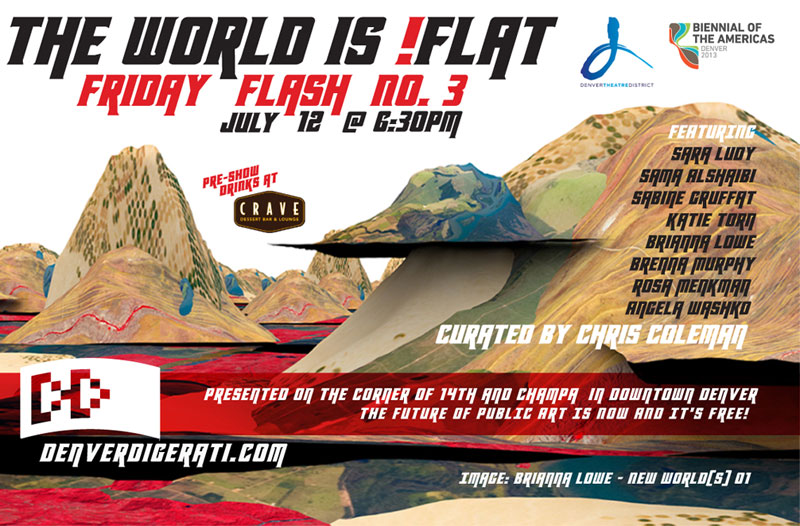 THE WORLD IS !FLAT
FRIDAY FLASH NO. 3
JULY 12 @ 6:30PM
DENVERTHEATREDISTRICT
BIENNIAL OF
THE AMERICAS
DENVER
2013
PRE-SHOW
DRINKS AT
CRAVE
DESSERT BAR & LOUNGE
FEATURING
SARA LUDY
SAMA ALSHAIBI
SABINE GRUFFAT
KATIE TORN
BRIANNA LOWE
BRENNA MURPHY
ROSA MENKMAN
ANGELA WASHKO
CURATED BY CHRIS COLEMAN
PRESENTED ON THE CORNER OF 14TH AND CHAMPA IN DOWNTOWN DENVER
THE FUTURE OF PUBLIC ART IS NOW AND IT'S FREE!
DENVERDIGERATI.COM
IMAGE: BRIANNA LOWE - NEW WORLD(S) 01